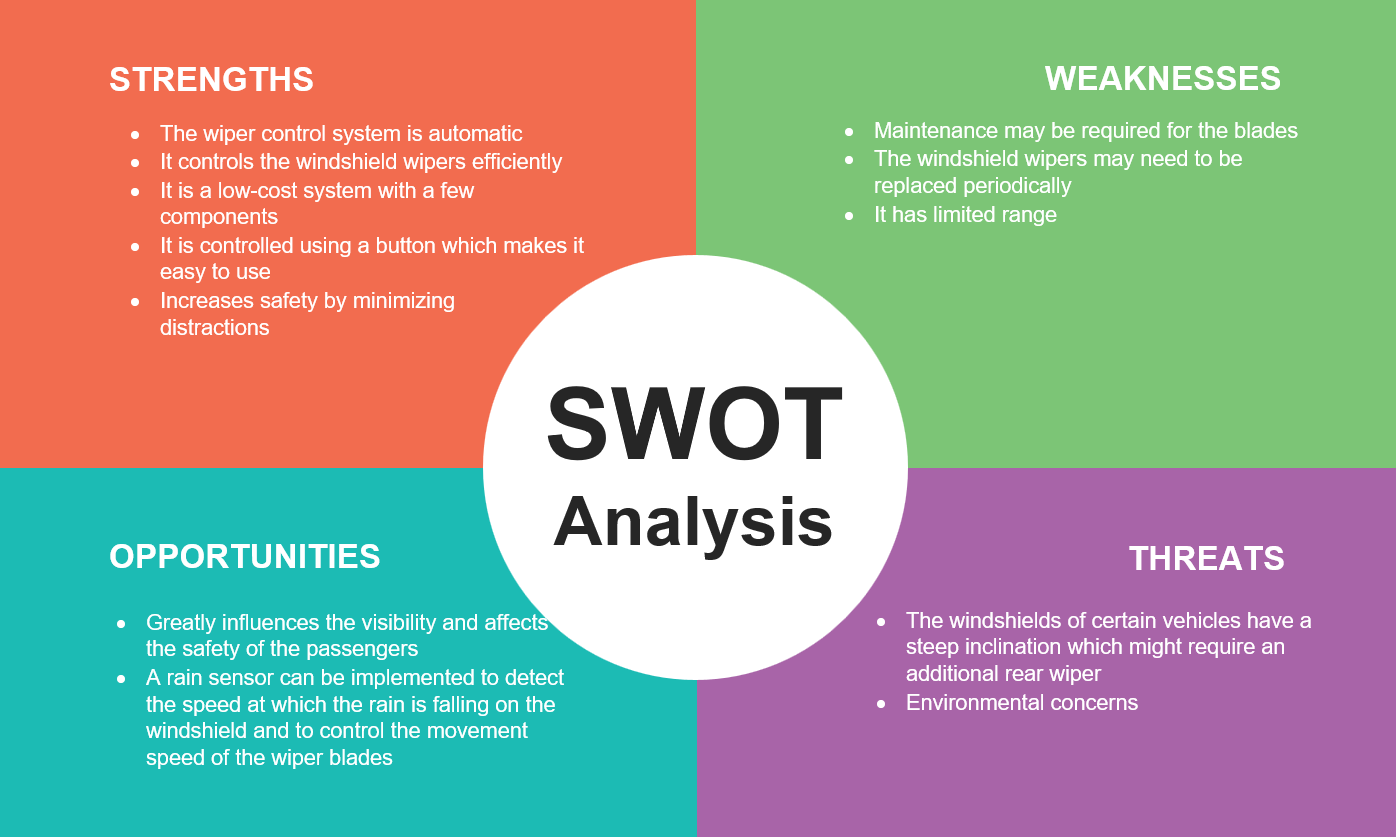 STRENGTHS
• The wiper control system is automatic
• It controls the windshield wipers efficiently
• It is a low-cost system with a few
components
• It is controlled using a button which makes it
easy to use
• Increases safety by minimizing
distractions
WEAKNESSES
• Maintenance may be required for the blades
• The windshield wipers may need to be
replaced periodically
• It has limited range
SWOT
Analysis
OPPORTUNITIES
• Greatly influences the visibility and affects
the safety of the passengers
• A rain sensor can be implemented to detect
the speed at which the rain is falling on the
windshield and to control the movement
speed of the wiper blades
THREATS
• The windshields of certain vehicles have a
steep inclination which might require an
additional rear wiper
• Environmental concerns